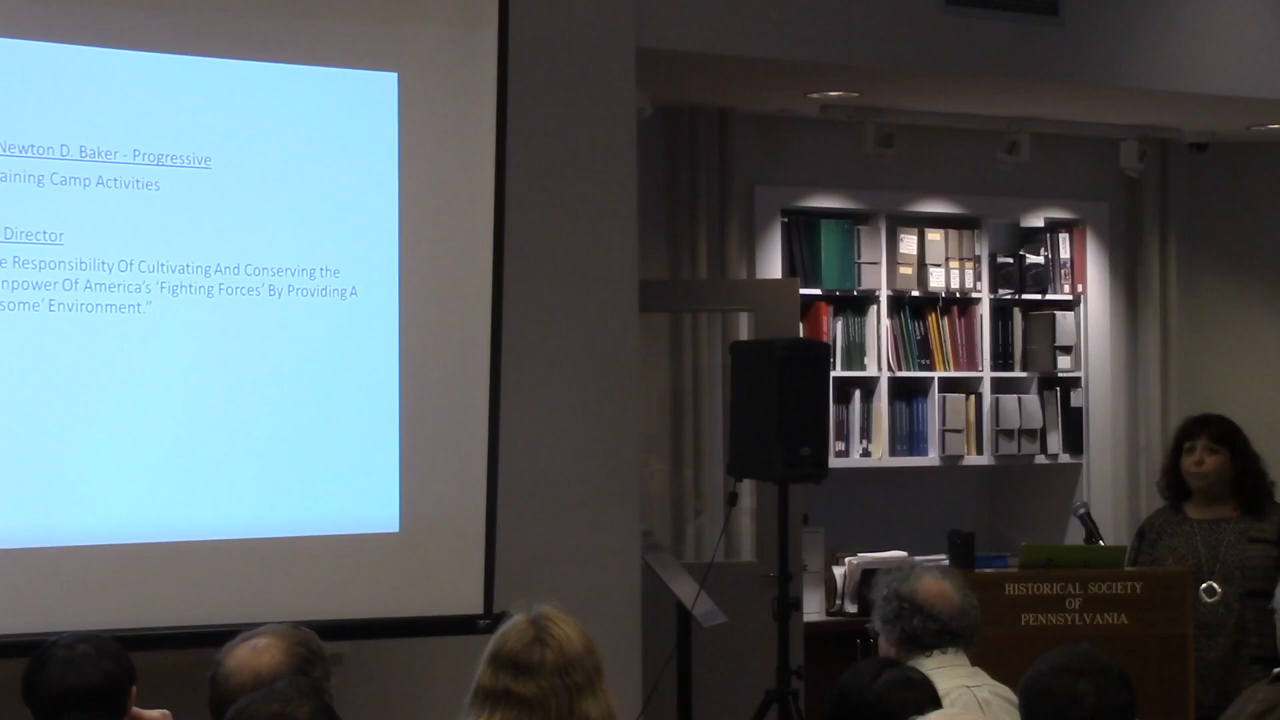 Newton D. Baker - Progressive
aining Camp Activities
Director
e Responsibility Of Cultivating And Conserving the
npower Of America's 'Fighting Forces' By Providing A
some' Environment."
HISTORICAL SOCIETY
OF
PENNSYLVANIA